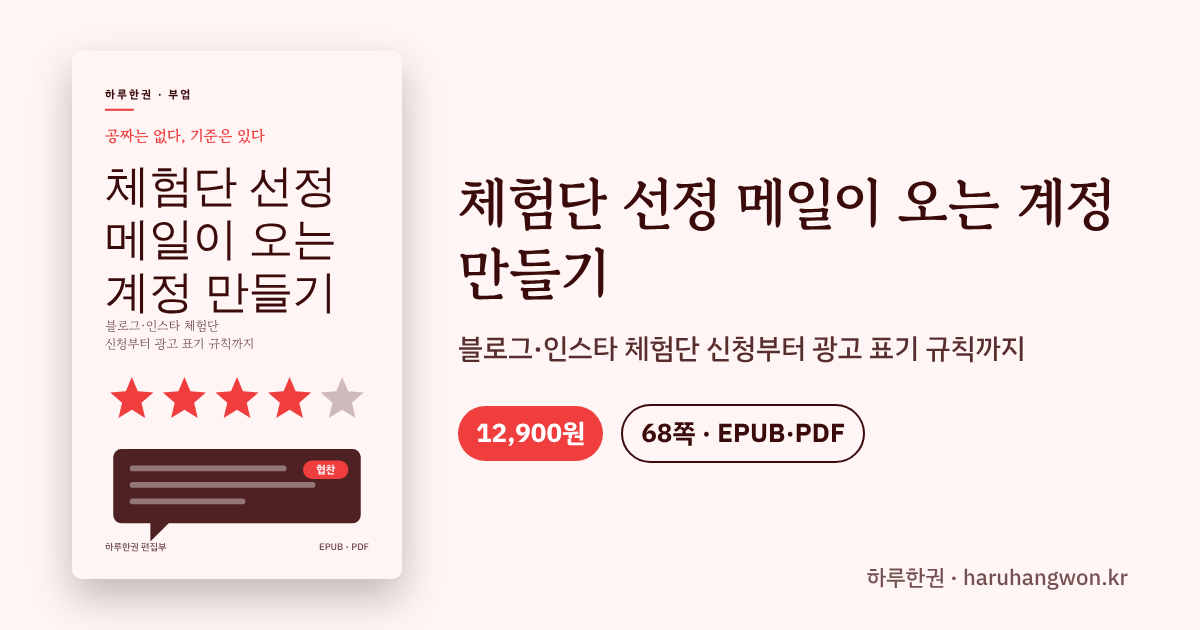 하루한권 · 부업
공짜는 없다, 기준은 있다
체험단 선정
메일이 오는
계정 만들기
블로그·인스타 체험단
신청부터 광고 표기 규칙까지
협찬
하루한권 편집부
EPUB · PDF
체험단 선정 메일이 오는 계정
만들기
블로그·인스타 체험단 신청부터 광고 표기 규칙까지
12,900원
68쪽 · EPUB·PDF
하루한권 · haruhangwon.kr